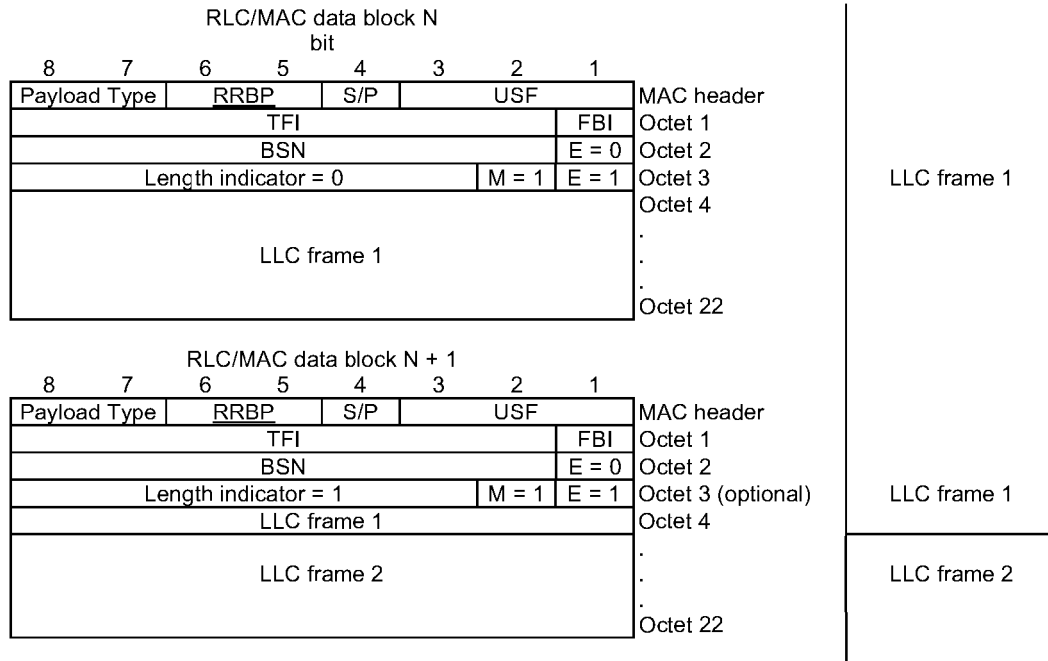 RLC/MAC data block N
bit
8 7 6 5 4 3 2 1
Payload Type RRBP S/P USF MAC header
TFI FBI Octet 1
BSN E = 0 Octet 2
Length indicator = 0 M = 1 E = 1 Octet 3 LLC frame 1
Octet 4
.
LLC frame 1 .
.
Octet 22
RLC/MAC data block N + 1
8 7 6 5 4 3 2 1
Payload Type RRBP S/P USF MAC header
TFI FBI Octet 1
BSN E = 0 Octet 2
Length indicator = 1 M = 1 E = 1 Octet 3 (optional) LLC frame 1
LLC frame 1 Octet 4
.
LLC frame 2 . LLC frame 2
.
Octet 22